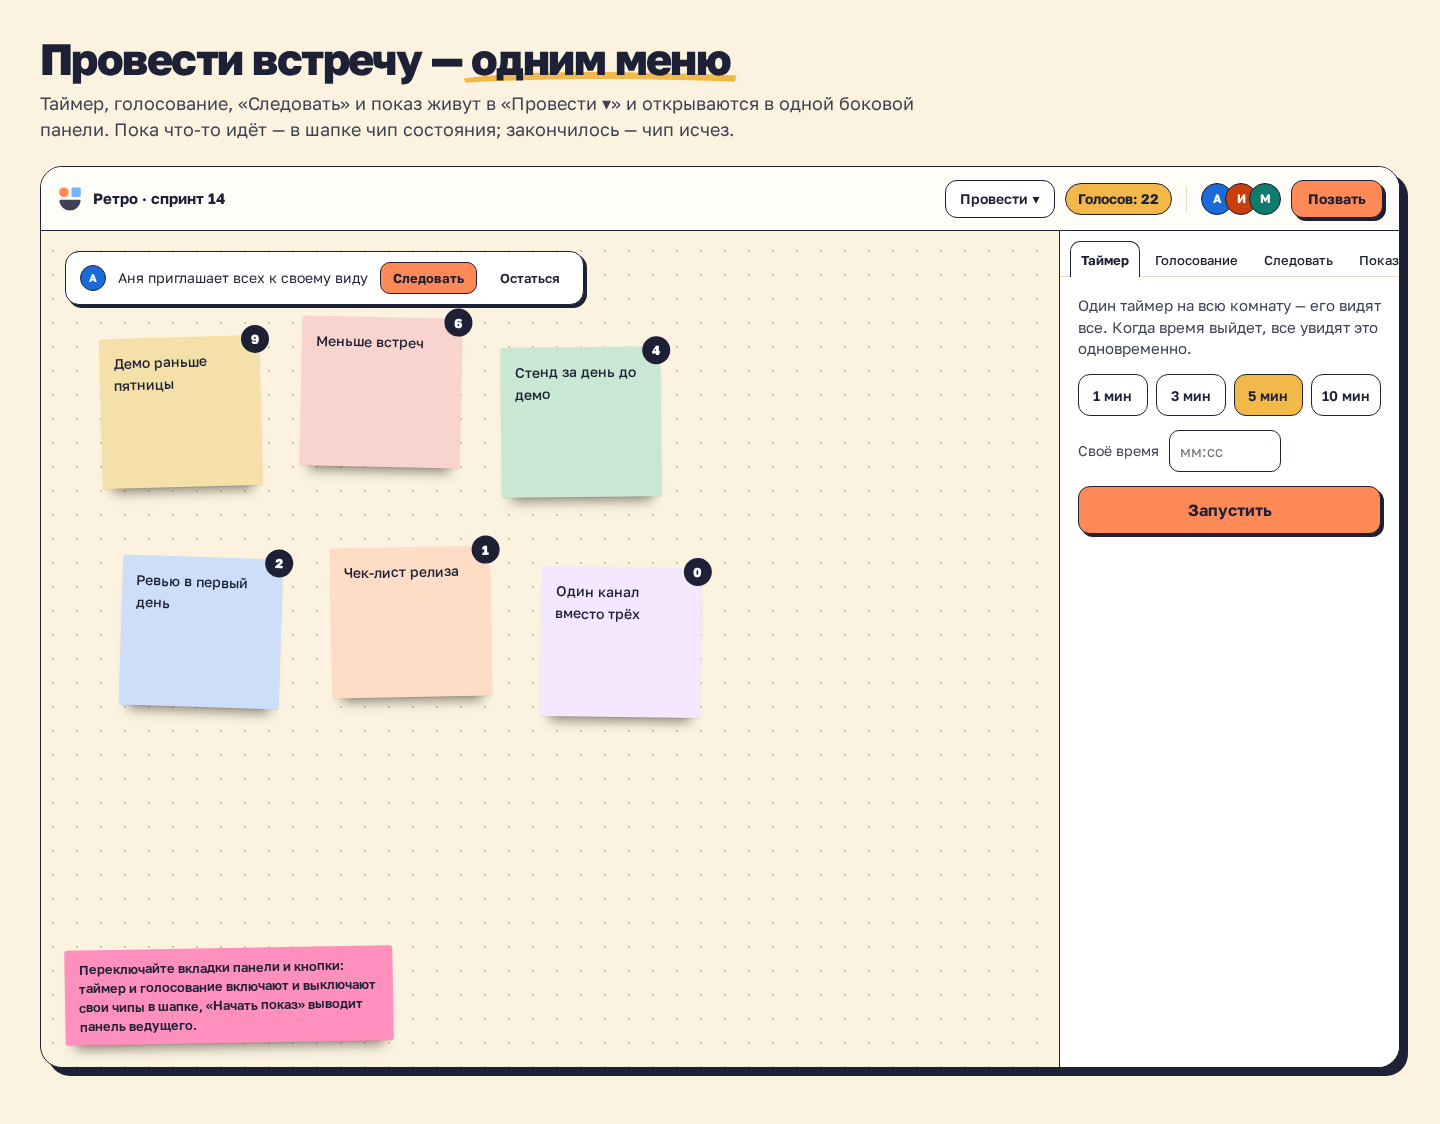 Провести встречу — одним меню
Таймер, голосование, «Следовать» и показ живут в «Провести ▾» и открываются в одной боковой
панели. Пока что-то идёт — в шапке чип состояния; закончилось — чип исчез.
Ретро · спринт 14
Провести ▾
Голосов: 22
А
И
М
Позвать
А
Аня приглашает всех к своему виду
Следовать
Остаться
Таймер
Голосование
Следовать
Показ
Один таймер на всю комнату — его видят
все. Когда время выйдет, все увидят это
одновременно.
1 мин
3 мин
5 мин
10 мин
Своё время
мм:сс
Запустить
9
Демо раньше
пятницы
6
Меньше встреч
4
Стенд за день до
демо
2
Ревью в первый
день
1
Чек-лист релиза
0
Один канал
вместо трёх
Переключайте вкладки панели и кнопки:
таймер и голосование включают и выключают
свои чипы в шапке, «Начать показ» выводит
панель ведущего.